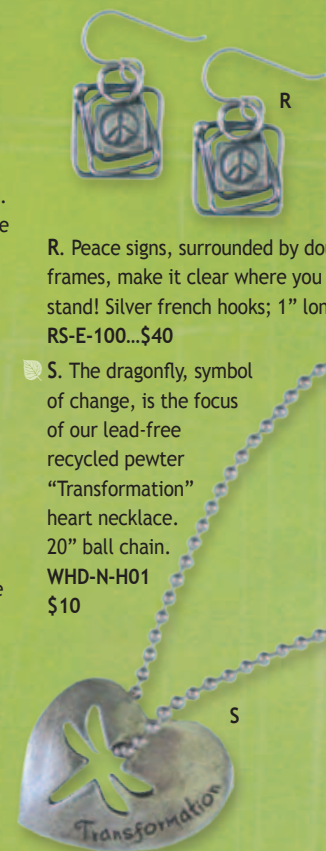 R
.
e
R. Peace signs, surrounded by
frames, make it clear where you
stand! Silver french hooks; 1”
RS-E-100...$40
S. The dragonfly, symbol
of change, is the focus
of our lead-free
recycled pewter
“Transformation”
heart necklace.
20” ball chain.
WHD-N-H01
e
$10
S
Transformation